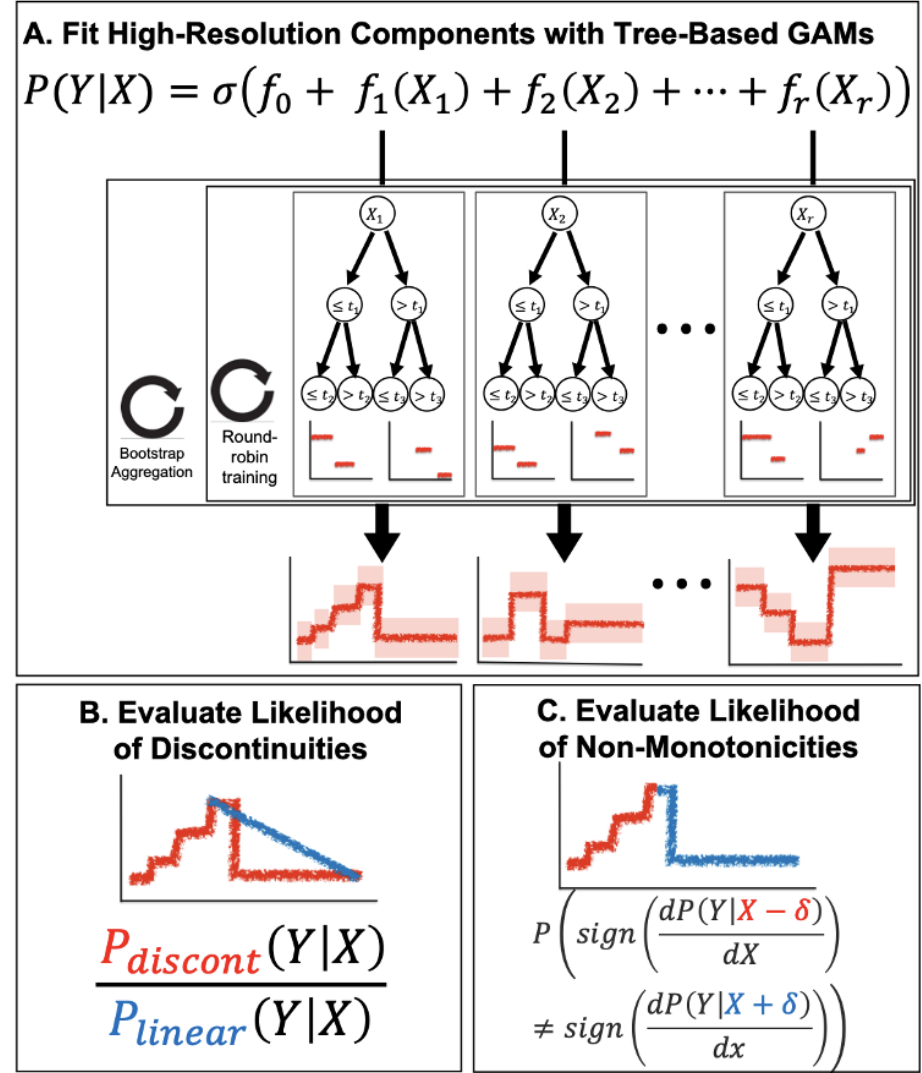 A. Fit High-Resolution Components with Tree-Based GAMs
P(Y|X) = σ(f₀ + f₁(X₁) + f₂(X₂) + ⋯ + fᵣ(Xᵣ))
X₁ X₂ Xᵣ
≤ t₁ > t₁ ≤ t₁ > t₁ ≤ t₁ > t₁
• • •
≤ t₂ > t₂ ≤ t₃ > t₃ ≤ t₂ > t₂ ≤ t₃ > t₃ ≤ t₂ > t₂ ≤ t₃ > t₃
Bootstrap
Aggregation
Round-
robin
training
• • •
B. Evaluate Likelihood
of Discontinuities
P_discont(Y|X)
P_linear(Y|X)
C. Evaluate Likelihood
of Non-Monotonicities
P(sign(dP(Y|X − δ)
dX))
≠ sign(dP(Y|X + δ)
dx))